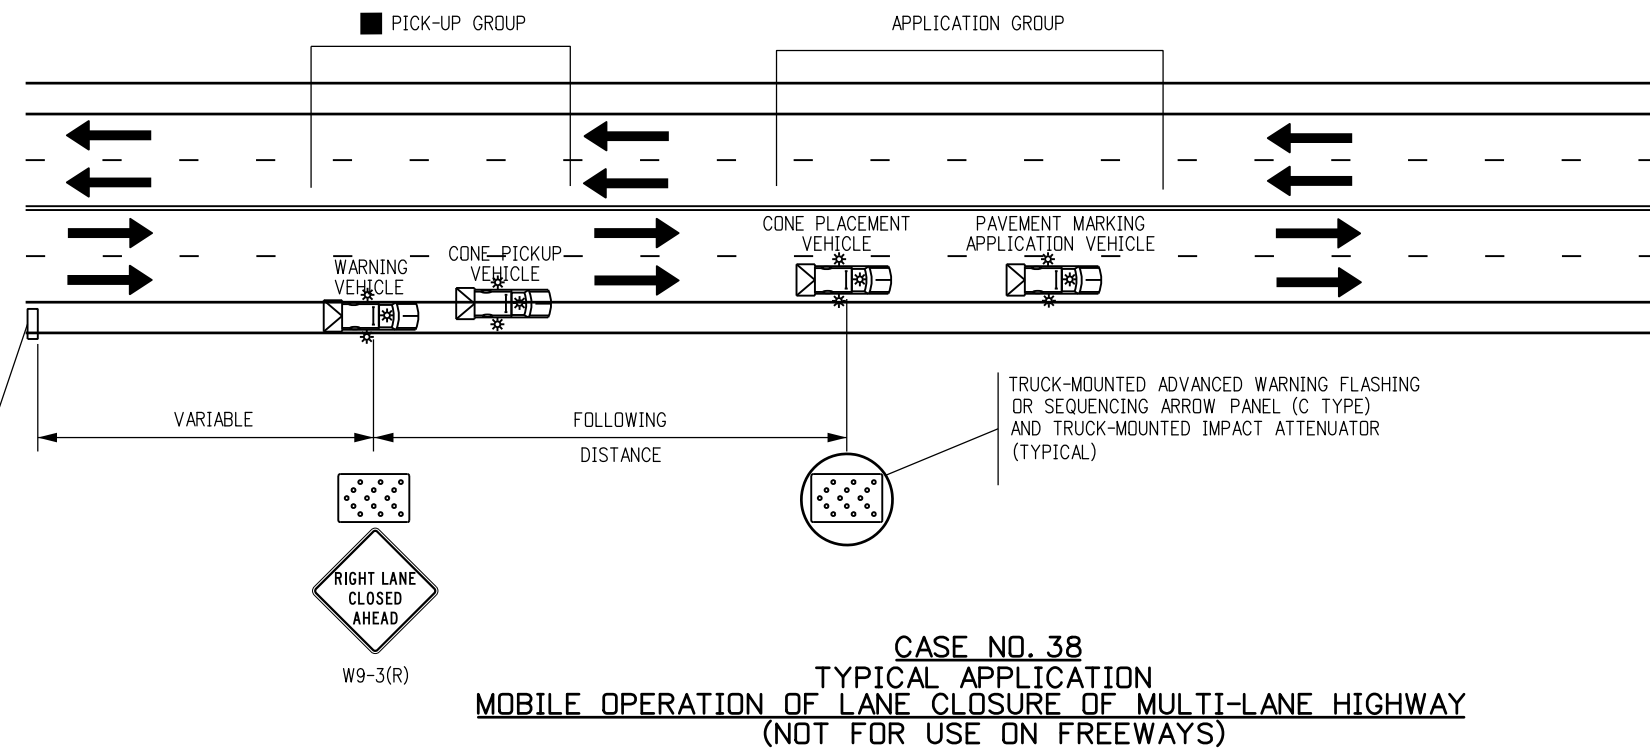 PICK-UP GROUP
APPLICATION GROUP
CONE PLACEMENT
VEHICLE
PAVEMENT MARKING
APPLICATION VEHICLE
CONE PICKUP
VEHICLE
WARNING
VEHICLE
VARIABLE
FOLLOWING
DISTANCE
TRUCK-MOUNTED ADVANCED WARNING FLASHING
OR SEQUENCING ARROW PANEL (C TYPE)
AND TRUCK-MOUNTED IMPACT ATTENUATOR
(TYPICAL)
RIGHT LANE
CLOSED
AHEAD
W9-3(R)
CASE NO. 38
TYPICAL APPLICATION
MOBILE OPERATION OF LANE CLOSURE OF MULTI-LANE HIGHWAY
(NOT FOR USE ON FREEWAYS)